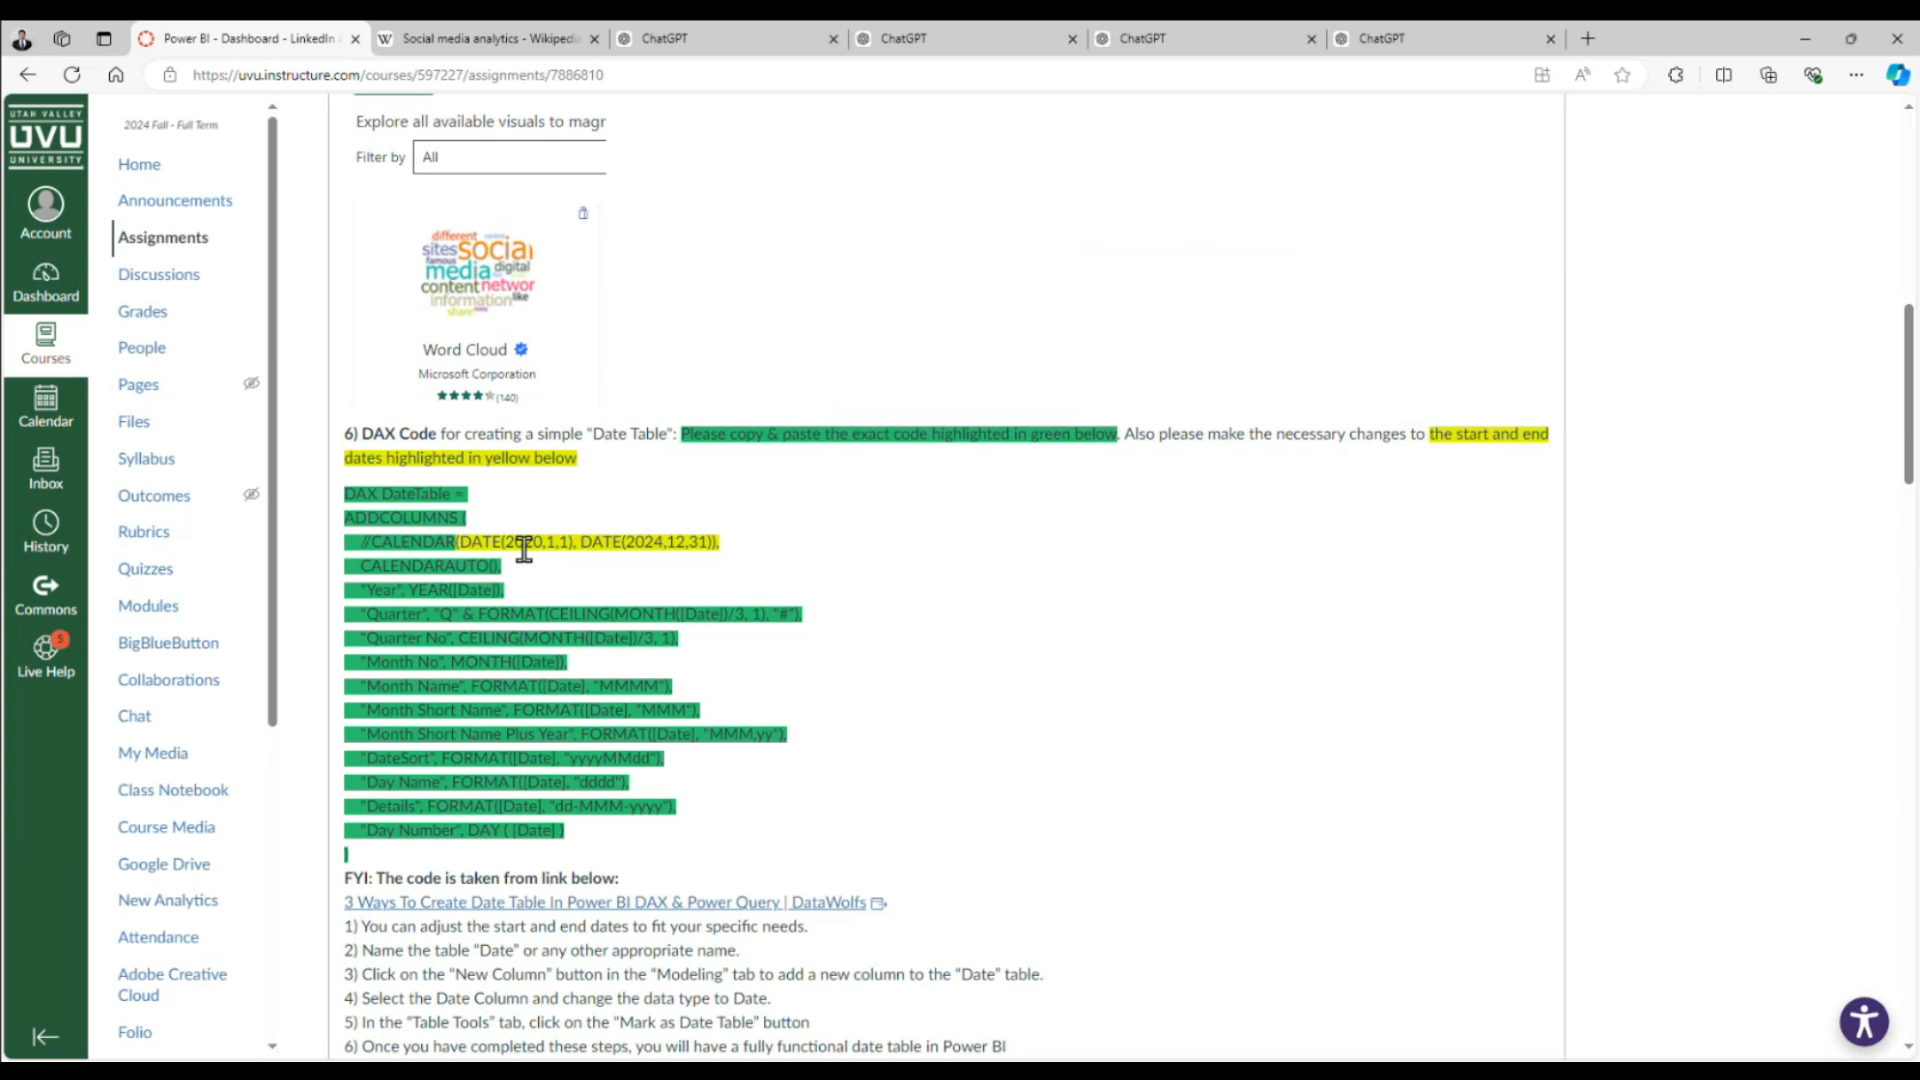 Power BI - Dashboard - LinkedIn
Social media analytics - Wikipedi
ChatGPT
ChatGPT
ChatGPT
ChatGPT
https://uvu.instructure.com/courses/597227/assignments/7886810
UTAH VALLEY
UVU
UNIVERSITY
Account
Dashboard
Courses
Calendar
Inbox
History
Commons
5
Live Help
2024 Fall - Full Term
Home
Announcements
Assignments
Discussions
Grades
People
Pages
Files
Syllabus
Outcomes
Rubrics
Quizzes
Modules
BigBlueButton
Collaborations
Chat
My Media
Class Notebook
Course Media
Google Drive
New Analytics
Attendance
Adobe Creative
Cloud
Folio
Explore all available visuals to magr
Filter by All
different
sites social
famous
media digital
content networ
information like
share
Word Cloud
Microsoft Corporation
(140)
6) DAX Code for creating a simple "Date Table": Please copy & paste the exact code highlighted in green below. Also please make the necessary changes to the start and end
dates highlighted in yellow below
DAX DateTable =
ADDCOLUMNS (
//CALENDAR(DATE(2020,1,1), DATE(2024,12,31)),
CALENDARAUTO(),
"Year", YEAR([Date]),
"Quarter", "Q" & FORMAT(CEILING(MONTH([Date])/3, 1), "#"),
"Quarter No", CEILING(MONTH([Date])/3, 1),
"Month No", MONTH([Date]),
"Month Name", FORMAT([Date], "MMMM"),
"Month Short Name", FORMAT([Date], "MMM"),
"Month Short Name Plus Year", FORMAT([Date], "MMM,yy"),
"DateSort", FORMAT([Date], "yyyyMMdd"),
"Day Name", FORMAT([Date], "dddd"),
"Details", FORMAT([Date], "dd-MMM-yyyy"),
"Day Number", DAY ( [Date] )
)
FYI: The code is taken from link below:
3 Ways To Create Date Table In Power BI DAX & Power Query | DataWolfs
1) You can adjust the start and end dates to fit your specific needs.
2) Name the table “Date” or any other appropriate name.
3) Click on the “New Column” button in the “Modeling” tab to add a new column to the “Date” table.
4) Select the Date Column and change the data type to Date.
5) In the “Table Tools” tab, click on the “Mark as Date Table” button
6) Once you have completed these steps, you will have a fully functional date table in Power BI